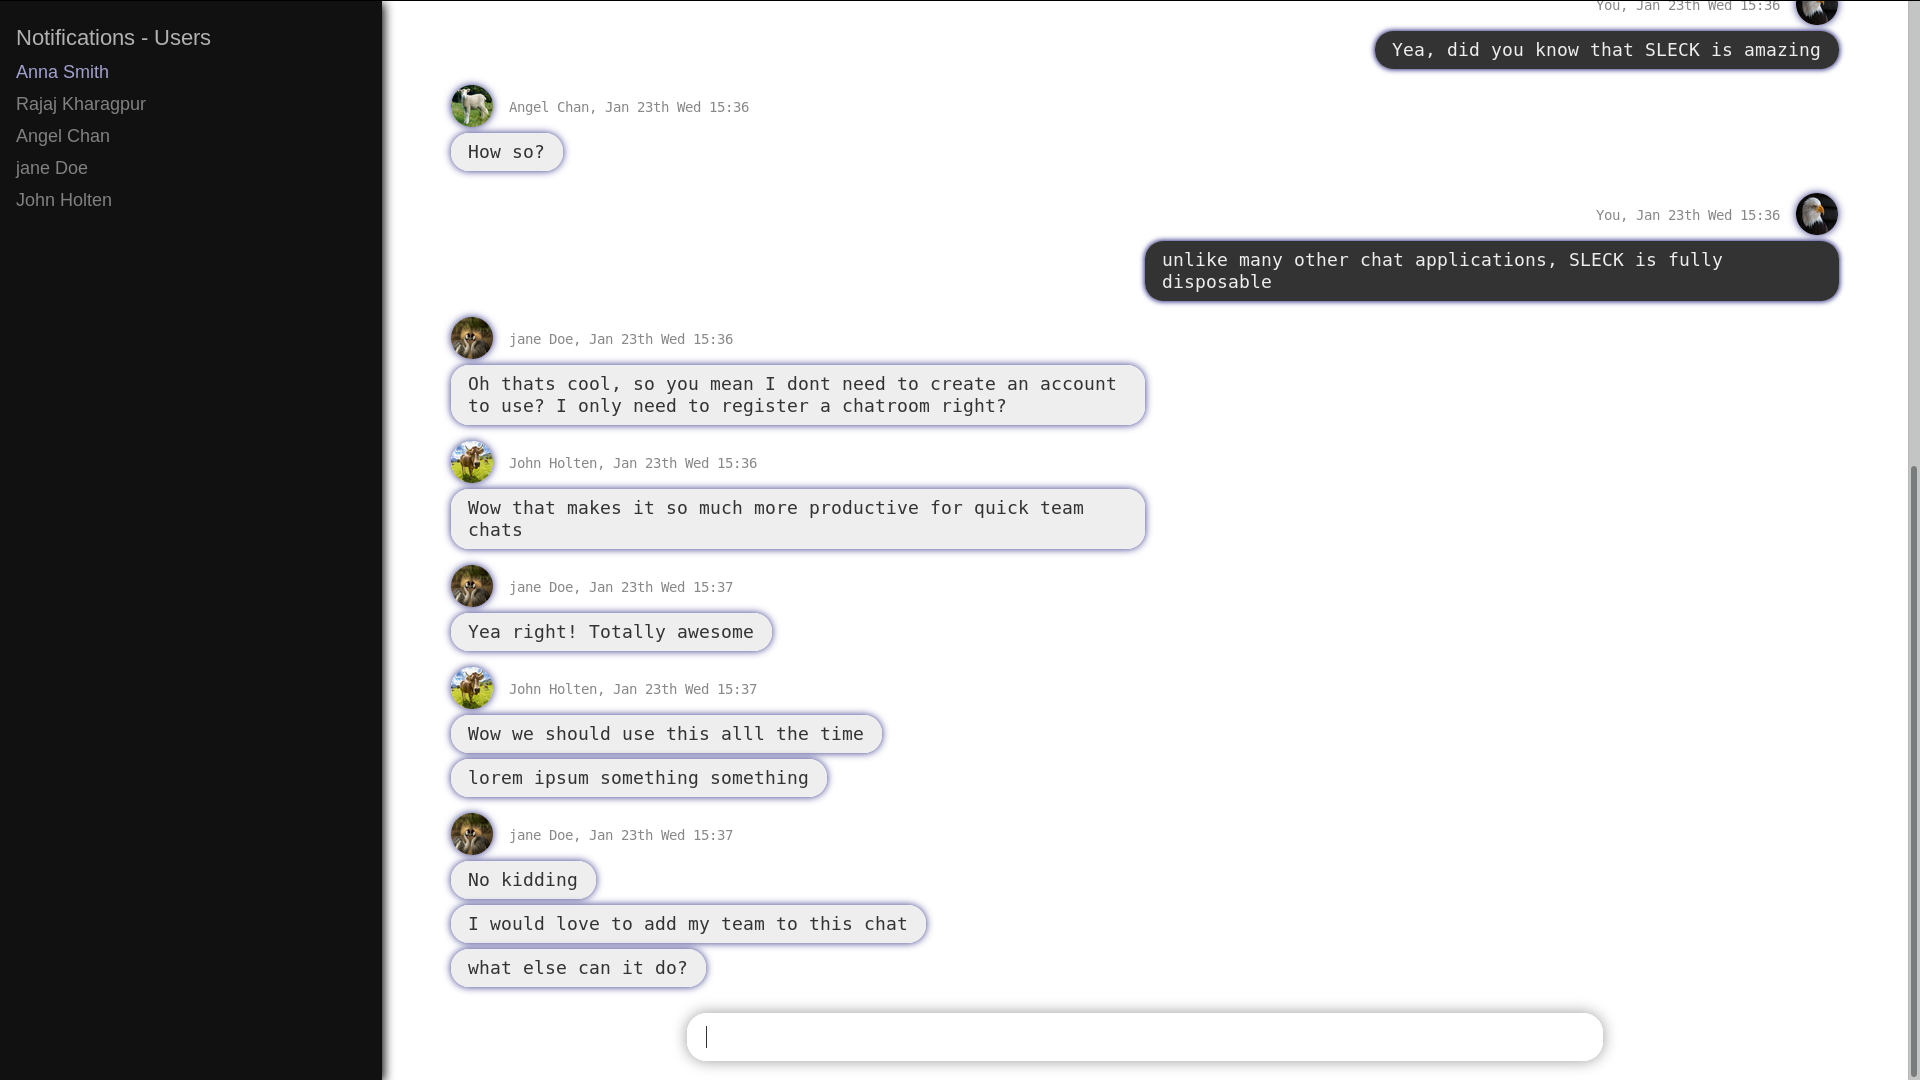 Notifications - Users
Anna Smith
Rajaj Kharagpur
Angel Chan
jane Doe
John Holten
You, Jan 23th Wed 15:36
Yea, did you know that SLECK is amazing
Angel Chan, Jan 23th Wed 15:36
How so?
You, Jan 23th Wed 15:36
unlike many other chat applications, SLECK is fully
disposable
jane Doe, Jan 23th Wed 15:36
Oh thats cool, so you mean I dont need to create an account
to use? I only need to register a chatroom right?
John Holten, Jan 23th Wed 15:36
Wow that makes it so much more productive for quick team
chats
jane Doe, Jan 23th Wed 15:37
Yea right! Totally awesome
John Holten, Jan 23th Wed 15:37
Wow we should use this alll the time
lorem ipsum something something
jane Doe, Jan 23th Wed 15:37
No kidding
I would love to add my team to this chat
what else can it do?